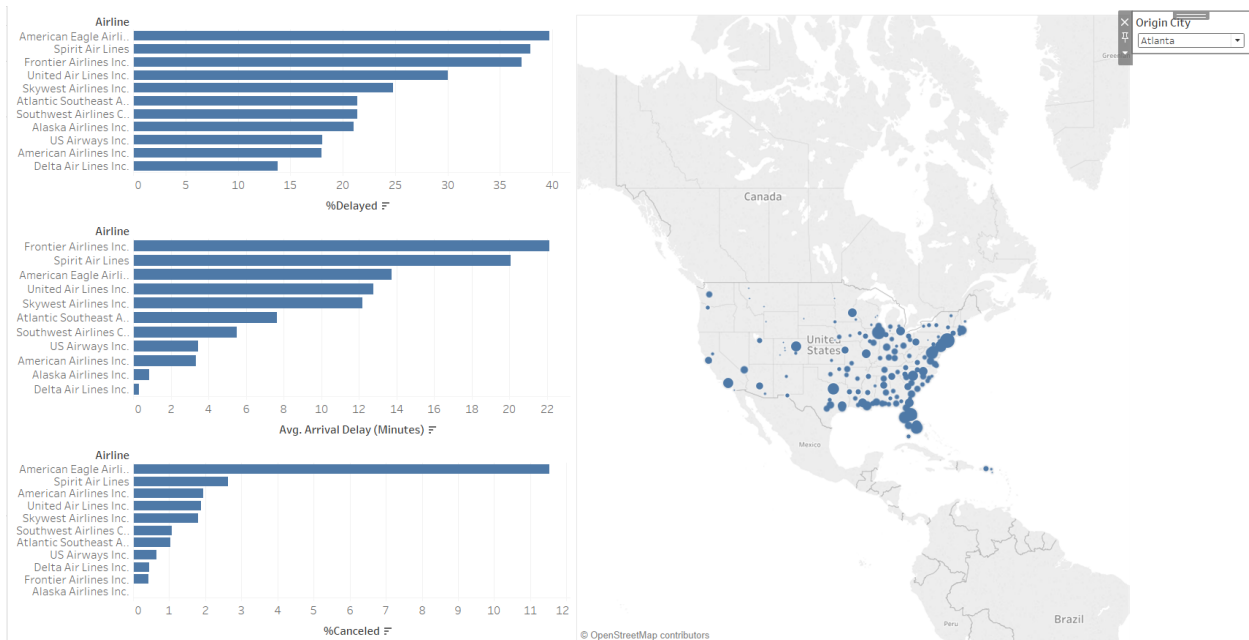 Airline
American Eagle Airli..
Spirit Air Lines
Frontier Airlines Inc.
United Air Lines Inc.
Skywest Airlines Inc.
Atlantic Southeast A..
Southwest Airlines C..
Alaska Airlines Inc.
US Airways Inc.
American Airlines Inc.
Delta Air Lines Inc.
0 5 10 15 20 25 30 35 40
%Delayed
Airline
Frontier Airlines Inc.
Spirit Air Lines
American Eagle Airli..
United Air Lines Inc.
Skywest Airlines Inc.
Atlantic Southeast A..
Southwest Airlines C..
US Airways Inc.
American Airlines Inc.
Alaska Airlines Inc.
Delta Air Lines Inc.
0 2 4 6 8 10 12 14 16 18 20 22
Avg. Arrival Delay (Minutes)
Airline
American Eagle Airli..
Spirit Air Lines
American Airlines Inc.
United Air Lines Inc.
Skywest Airlines Inc.
Southwest Airlines C..
Atlantic Southeast A..
US Airways Inc.
Delta Air Lines Inc.
Frontier Airlines Inc.
Alaska Airlines Inc.
0 1 2 3 4 5 6 7 8 9 10 11 12
%Canceled
Origin City
Atlanta
Canada
United
States
Mexico
Peru
Brazil
© OpenStreetMap contributors